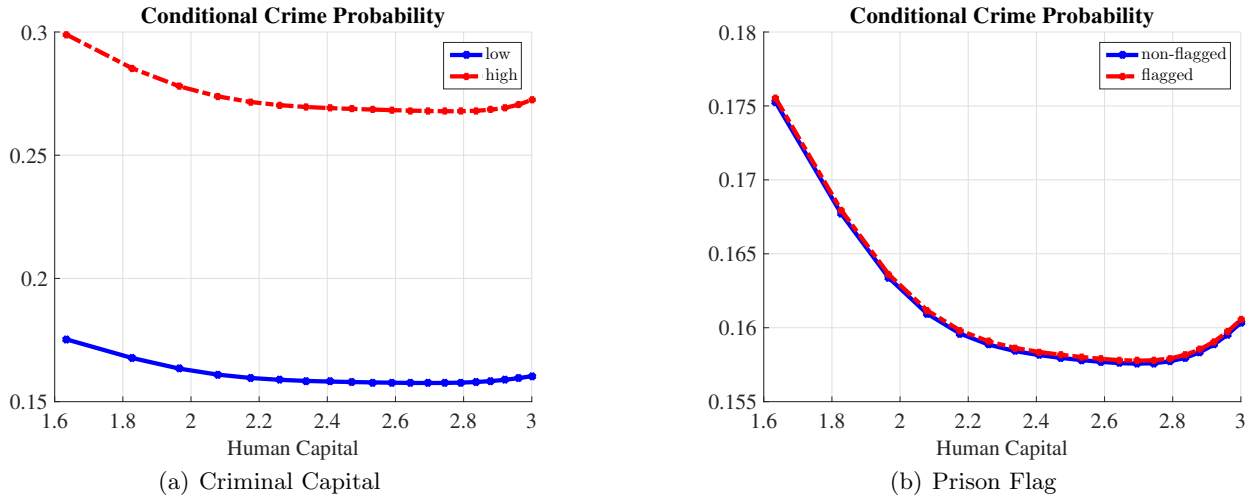 Conditional Crime Probability
0.3
0.25
0.2
0.15
low
high
1.6 1.8 2 2.2 2.4 2.6 2.8 3
Human Capital
(a) Criminal Capital
Conditional Crime Probability
0.18
0.175
0.17
0.165
0.16
0.155
non-flagged
flagged
1.6 1.8 2 2.2 2.4 2.6 2.8 3
Human Capital
(b) Prison Flag